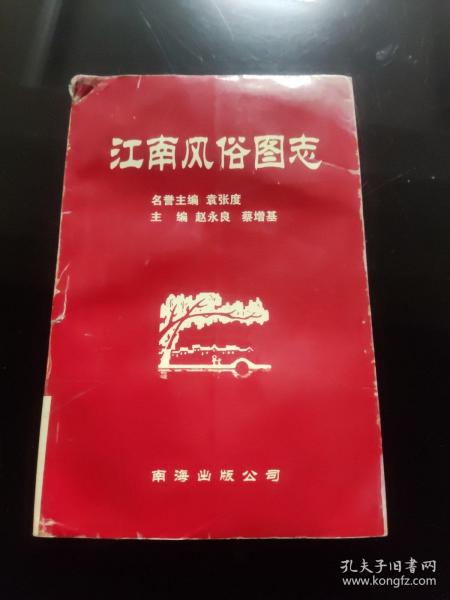 江南风俗图志
名誉主编 袁张度
主 编 赵永良 蔡增基
南海出版公司
孔夫子旧书网
www.kongfz.com